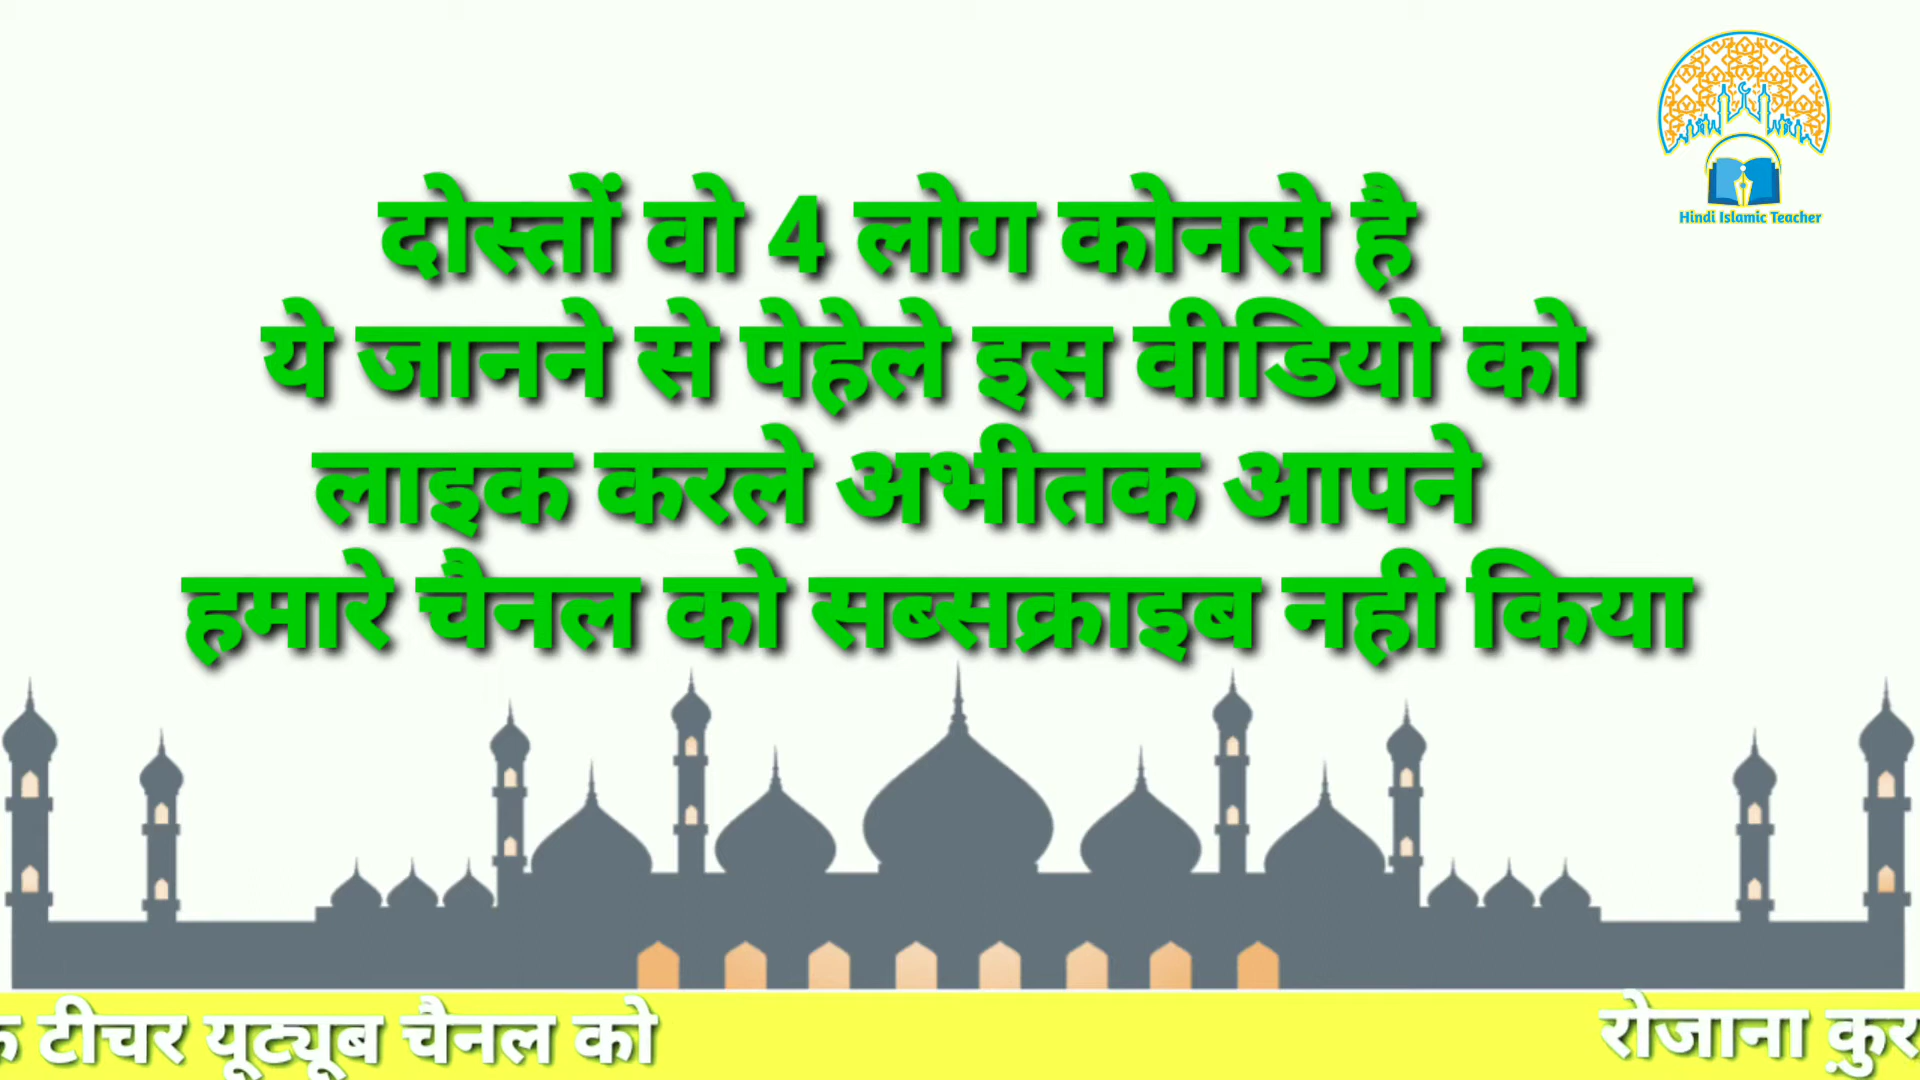 Hindi Islamic Teacher
दोस्तों वो 4 लोग कोनसे है
ये जानने से पेहेले इस वीडियो को
लाइक करले अभीतक आपने
हमारे चैनल को सब्सक्राइब नही किया
टीचर यूट्यूब चैनल को
रोजाना